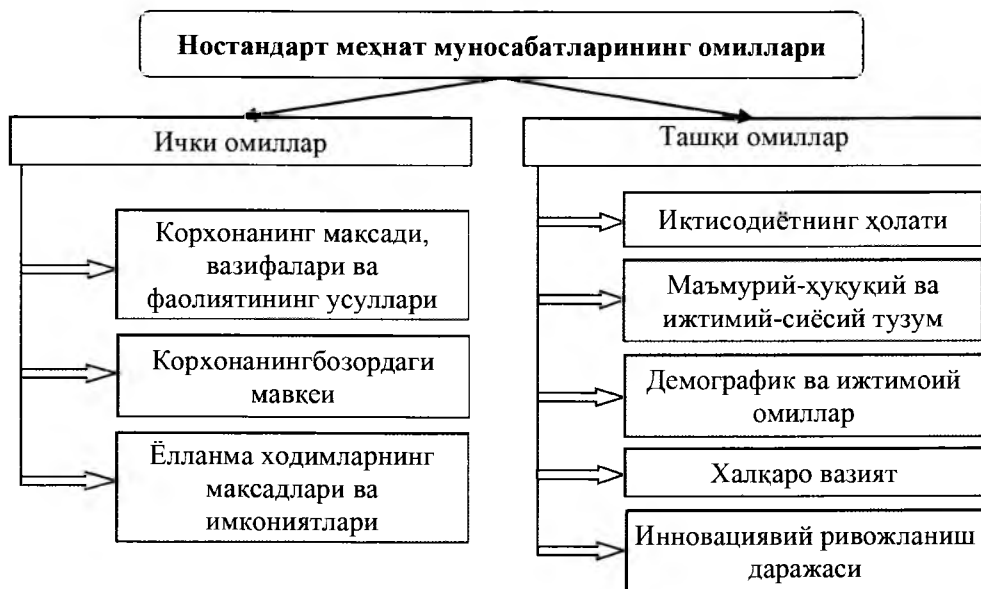 Ностандарт меҳнат муносабатларининг омиллари
Ички омиллар
Корхонанинг мақсади,
вазифалари ва
фаолиятининг усуллари
Корхонанингбозордаги
мавқеи
Ёлланма ходимларнинг
мақсадлари ва
имкониятлари
Ташқи омиллар
Иқтисодиётнинг ҳолати
Маъмурий-ҳуқуқий ва
ижтимий-сиёсий тузум
Демографик ва ижтимоий
омиллар
Халқаро вазият
Инновациявий ривожланиш
даражаси